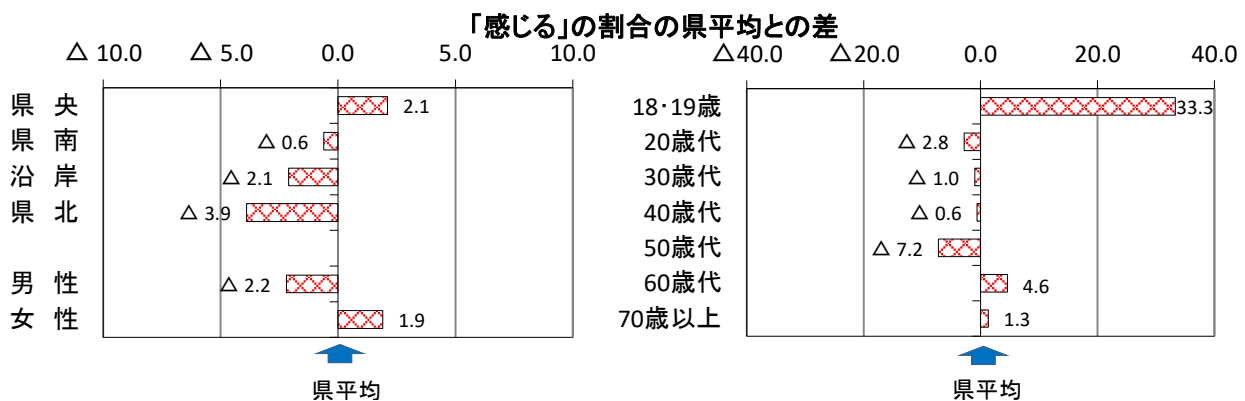 「感じる」の割合の県平均との差
△ 10.0 △ 5.0 0.0 5.0 10.0
県 央 2.1
県 南 △ 0.6
沿 岸 △ 2.1
県 北 △ 3.9
男 性 △ 2.2
女 性 1.9
県平均
△40.0 △20.0 0.0 20.0 40.0
18・19歳 33.3
20歳代 △ 2.8
30歳代 △ 1.0
40歳代 △ 0.6
50歳代 △ 7.2
60歳代 4.6
70歳以上 1.3
県平均